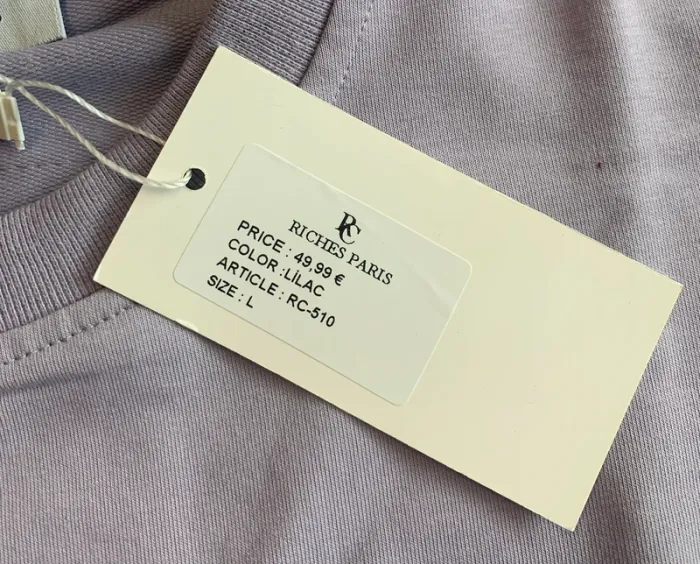 RC
RICHES PARIS
PRICE : 49,99 €
COLOR :LİLAC
ARTICLE : RC-510
SIZE : L